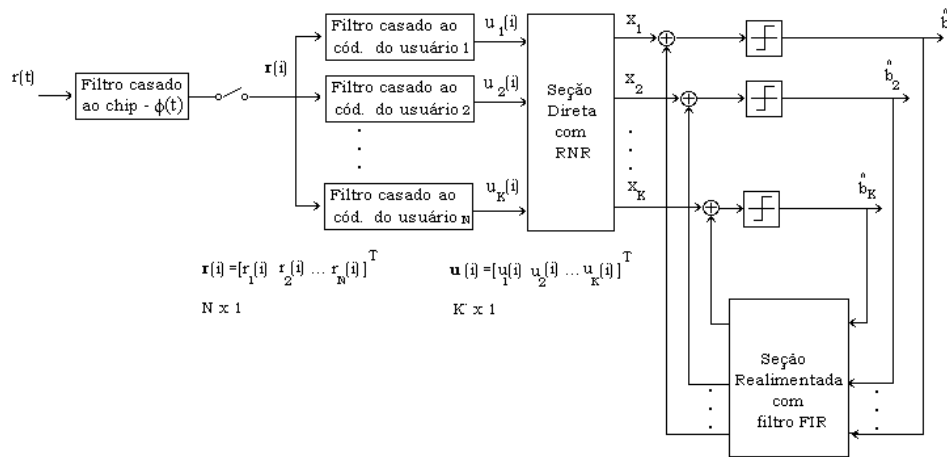 r(t)
Filtro casado
ao chip - ϕ(t)
r(i)
Filtro casado ao
cód. do usuário 1
u1(i)
Filtro casado ao
cód. do usuário 2
u2(i)
Filtro casado ao
cód. do usuário N
uK(i)
Seção
Direta
com
RNR
X1
X2
XK
b̂
b̂2
b̂K
r(i) =[r1(i) r2(i) ... rN(i)]T
N x 1
u (i) =[u1(i) u2(i) ... uK(i)]T
K x 1
Seção
Realimentada
com
filtro FIR